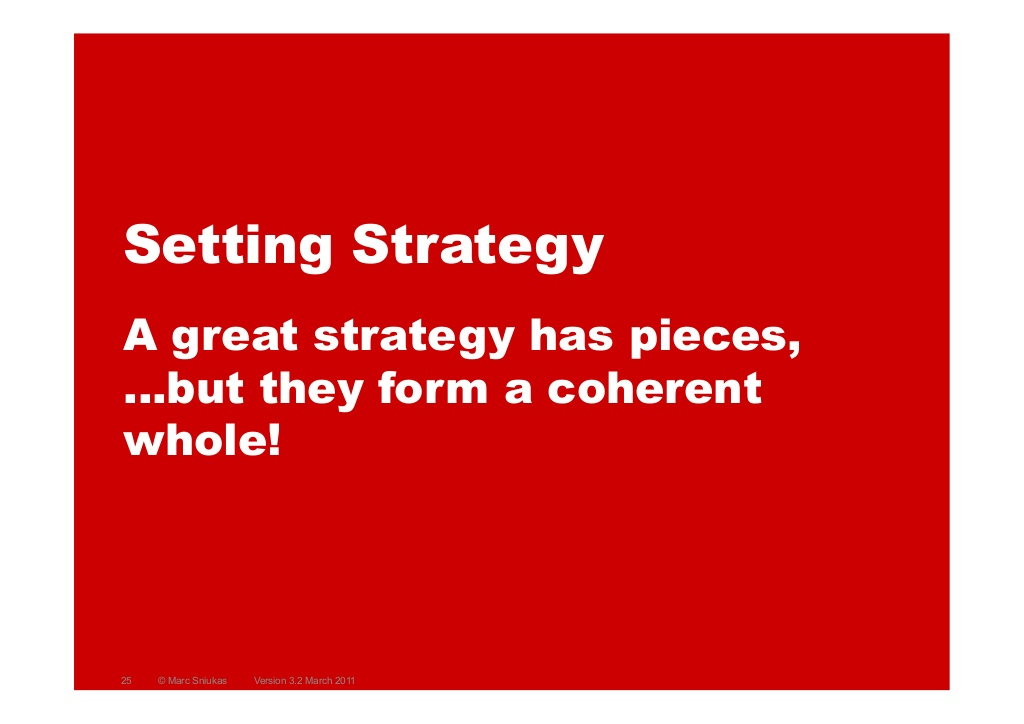 Setting Strategy
A great strategy has pieces,
...but they form a coherent
whole!
25 © Marc Sniukas Version 3.2 March 2011